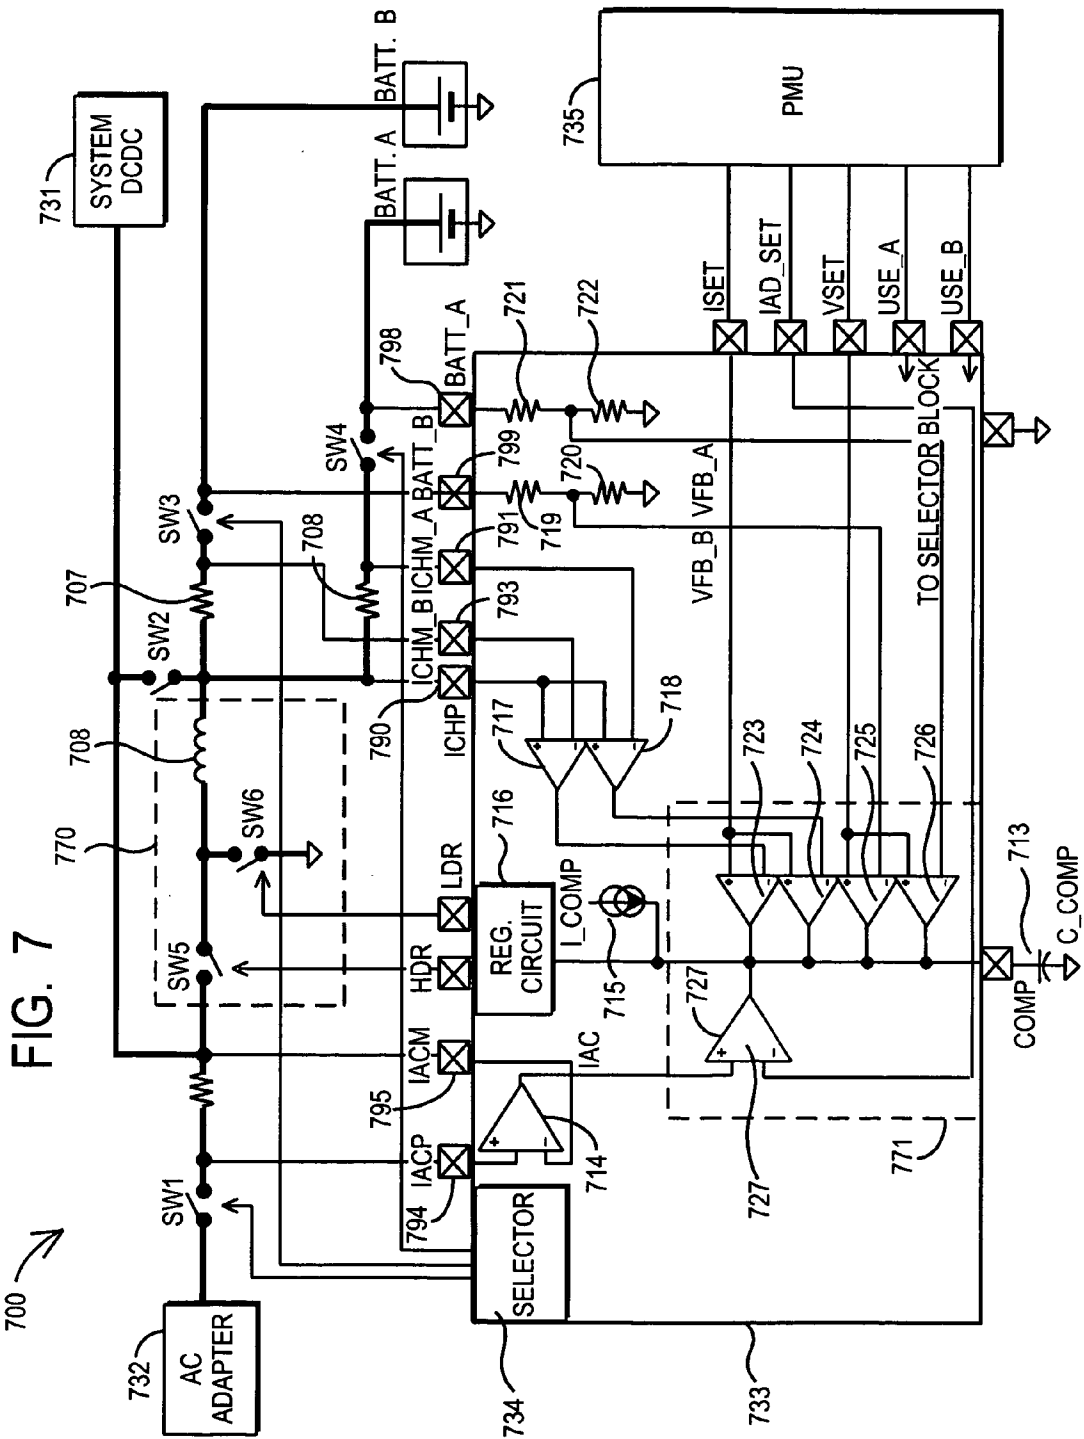 FIG. 7
700
732
AC
ADAPTER
SW1
SW5
770
SW6
708
SW2
707
SW3
731
SYSTEM
DCDC
SW4
708
BATT. A
BATT. B
IACP
794
IACM
795
HDR
LDR
ICHP
790
ICHM_B
793
ICHM_A
791
BATT_B
799
BATT_A
798
SELECTOR
734
714
IAC
REG.
CIRCUIT
716
I_COMP
715
717
718
719
720
721
722
VFB_B
VFB_A
723
724
725
726
727
727
771
733
TO SELECTOR BLOCK
COMP
713
C_COMP
ISET
IAD_SET
VSET
USE_A
USE_B
735
PMU
+
-
+
-
+
-
+
-
+
-
+
-
+
-
+
-